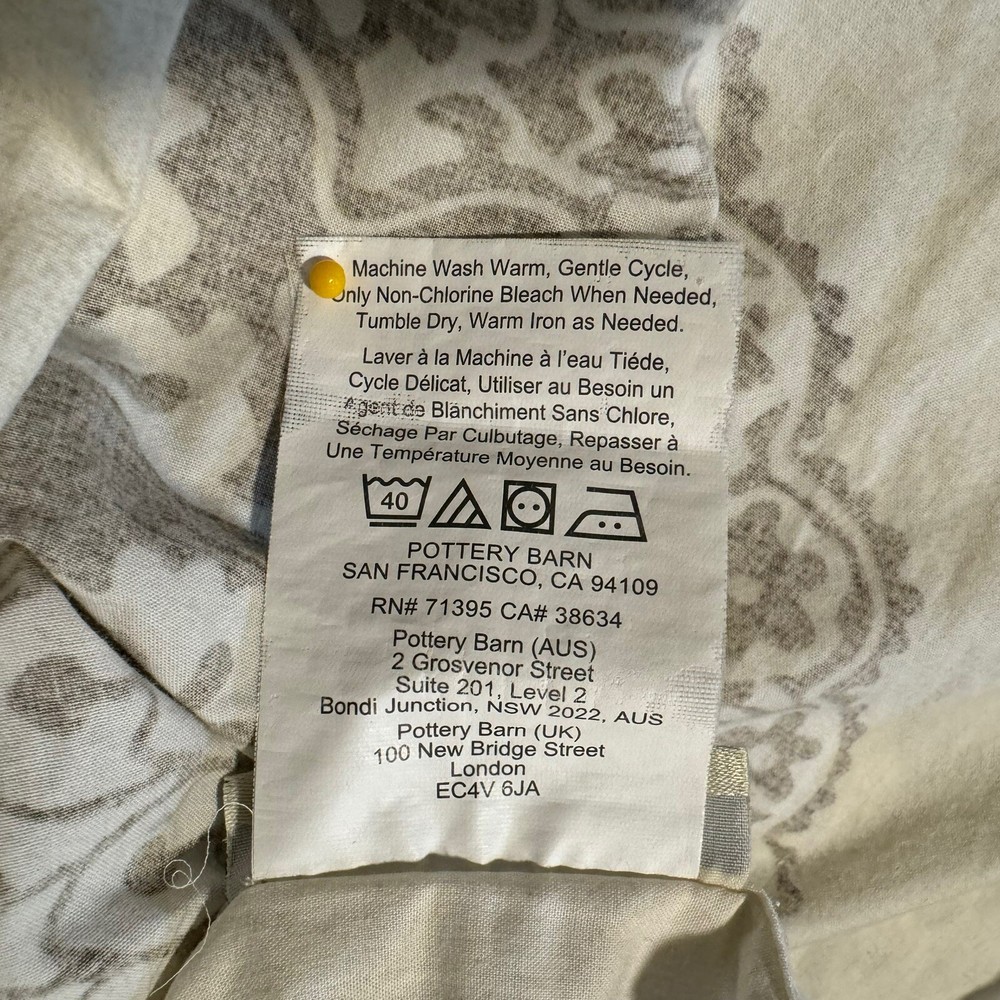 Machine Wash Warm, Gentle Cycle,
Only Non-Chlorine Bleach When Needed,
Tumble Dry, Warm Iron as Needed.
Laver à la Machine à l'eau Tiéde,
Cycle Délicat, Utiliser au Besoin un
Agent de Blanchiment Sans Chlore,
Séchage Par Culbutage, Repasser à
Une Température Moyenne au Besoin.
40
POTTERY BARN
SAN FRANCISCO, CA 94109
RN# 71395 CA# 38634
Pottery Barn (AUS)
2 Grosvenor Street
Suite 201, Level 2
Bondi Junction, NSW 2022, AUS
Pottery Barn (UK)
100 New Bridge Street
London
EC4V 6JA